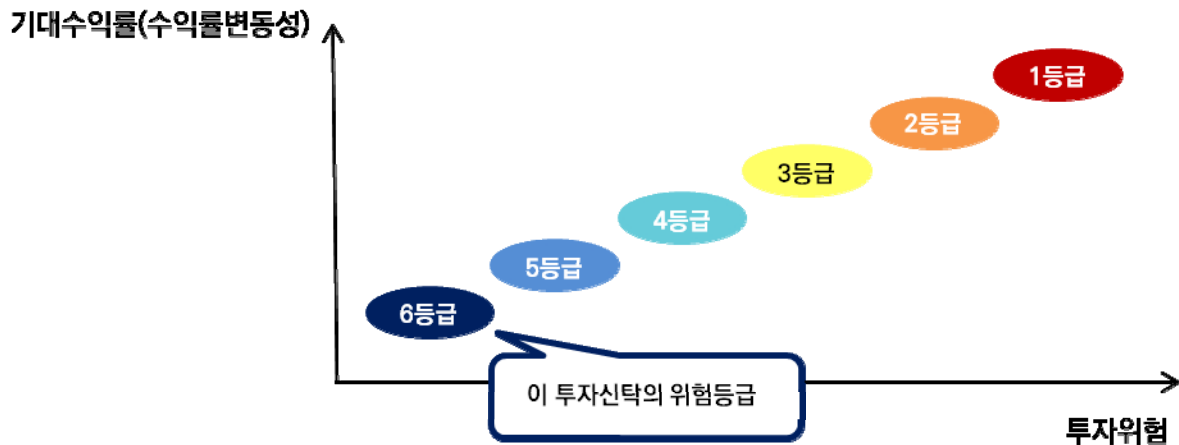 기대수익률(수익률변동성)
1등급
2등급
3등급
4등급
5등급
6등급
이 투자신탁의 위험등급
투자위험